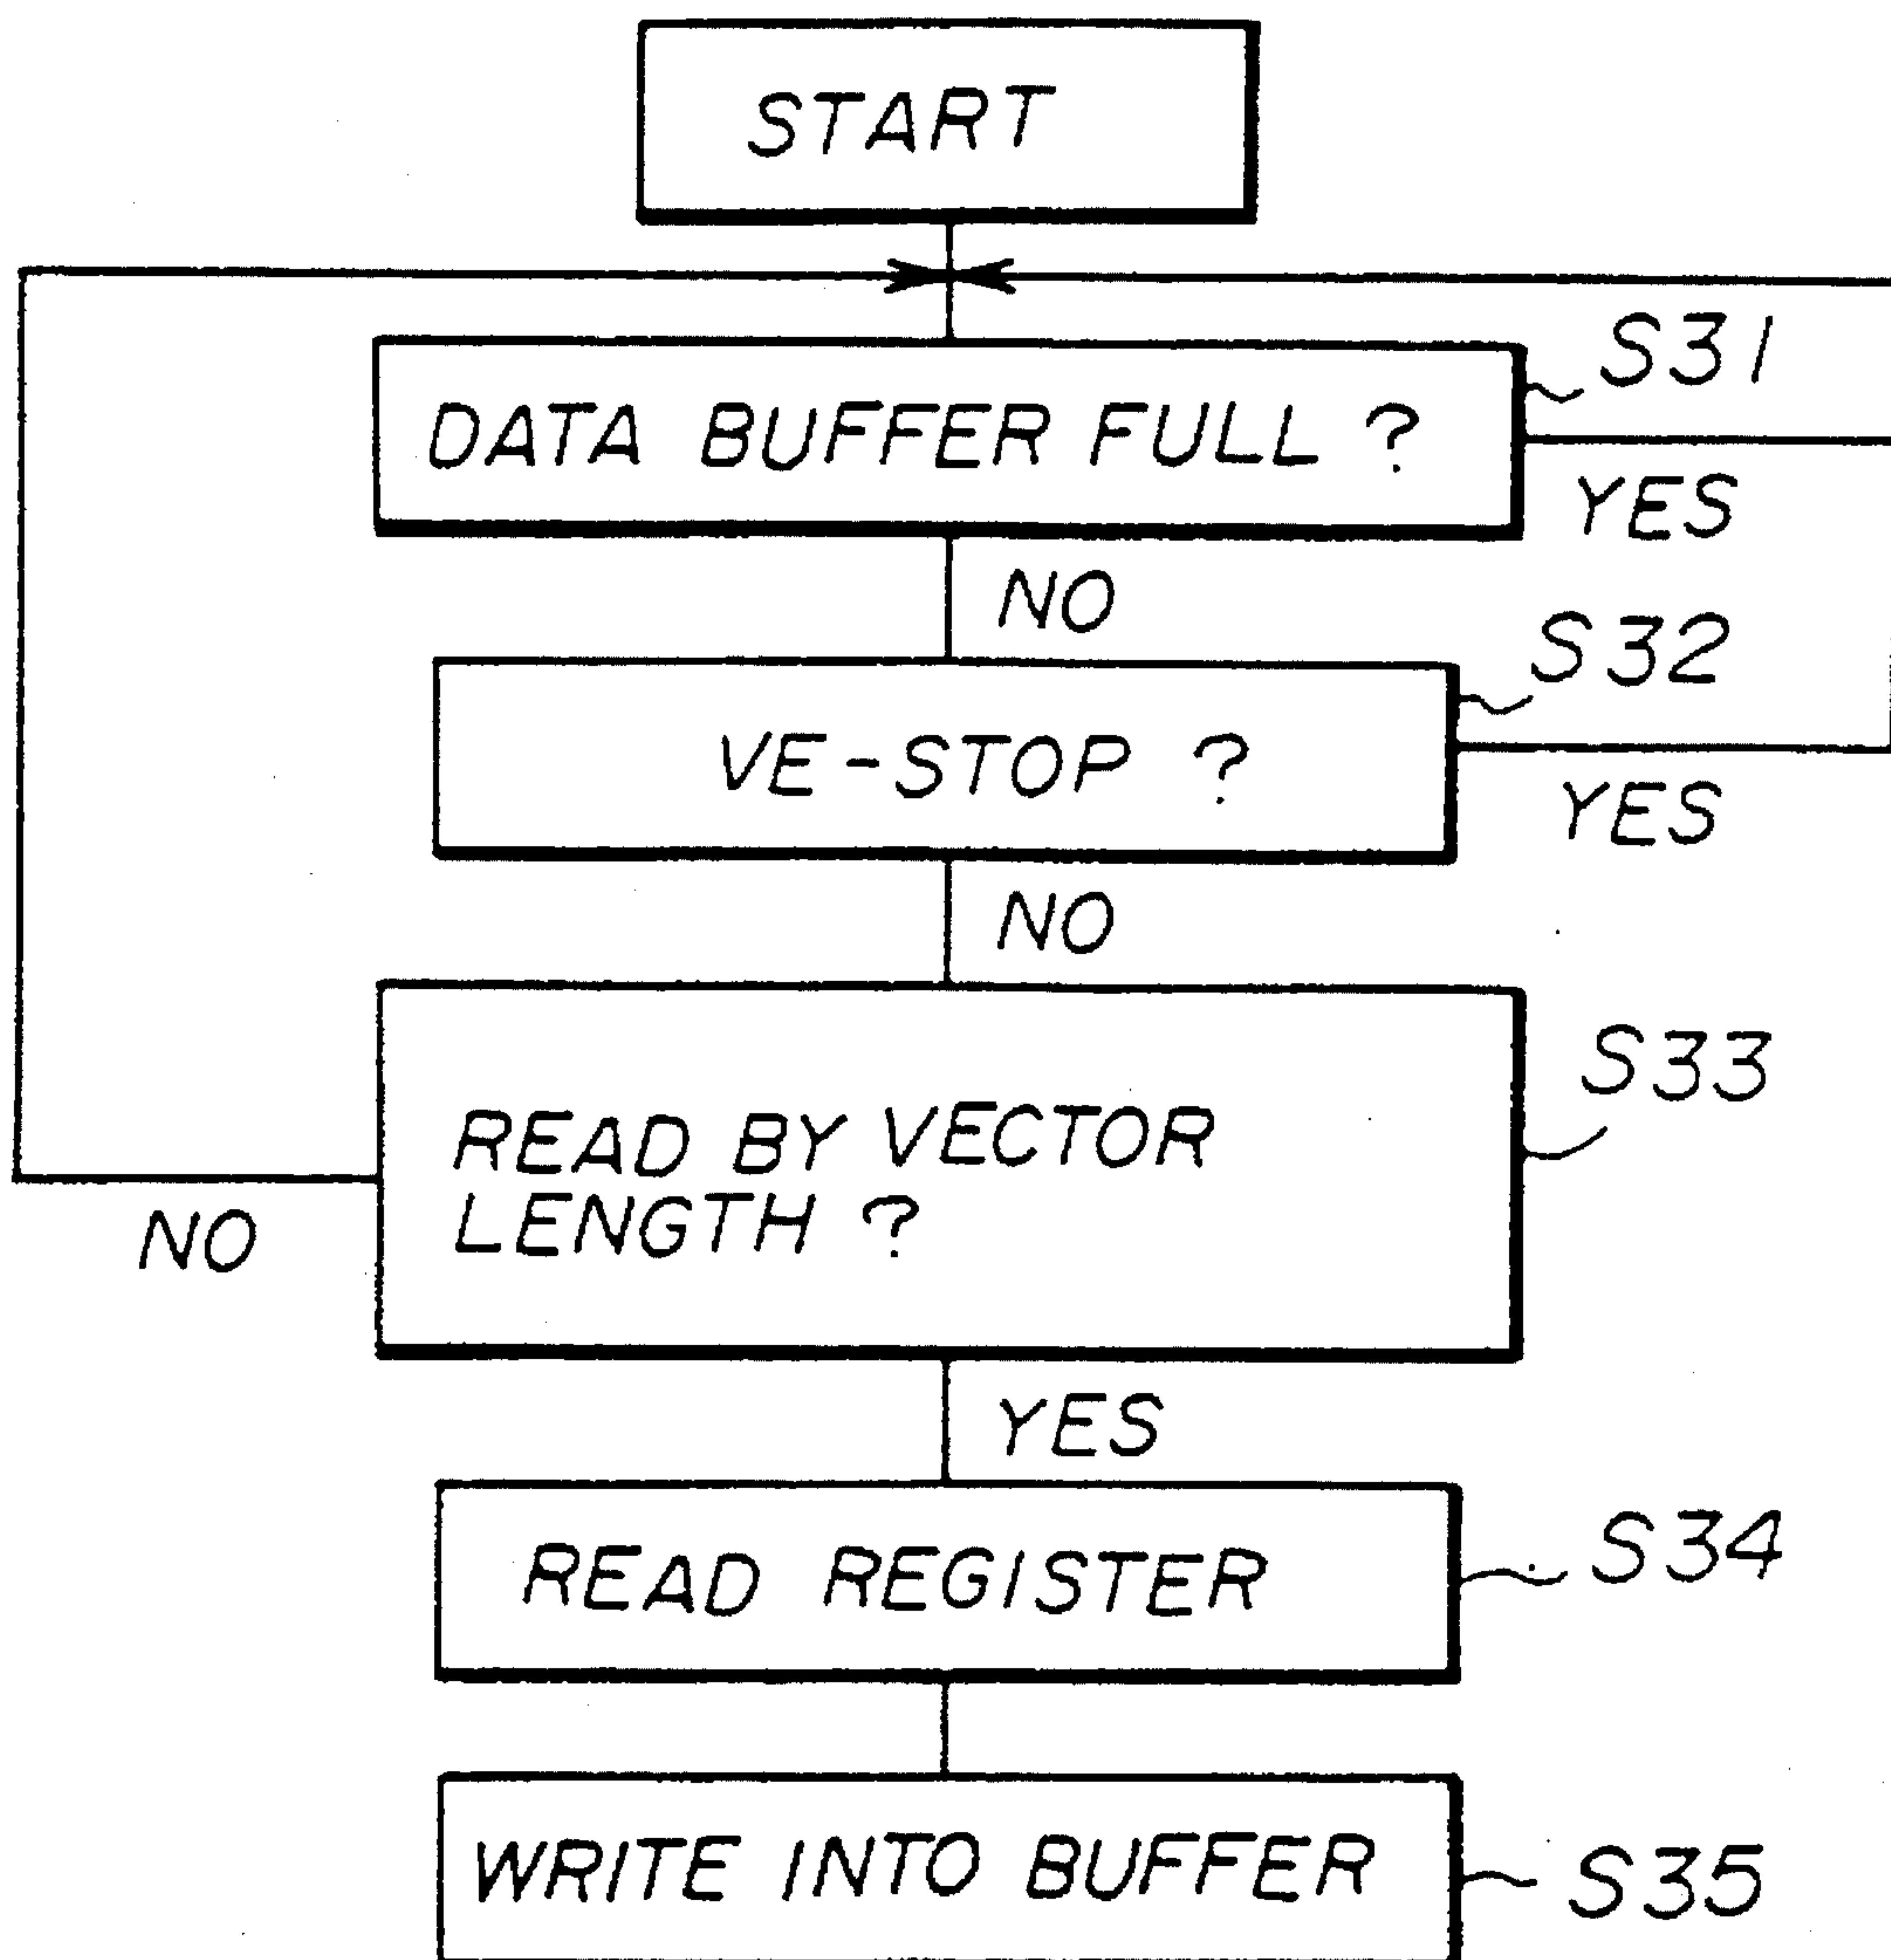 START
S31
DATA BUFFER FULL ?
YES
NO
S32
VE-STOP ?
YES
NO
S33
READ BY VECTOR
LENGTH ?
NO
YES
READ REGISTER
S34
WRITE INTO BUFFER
S35